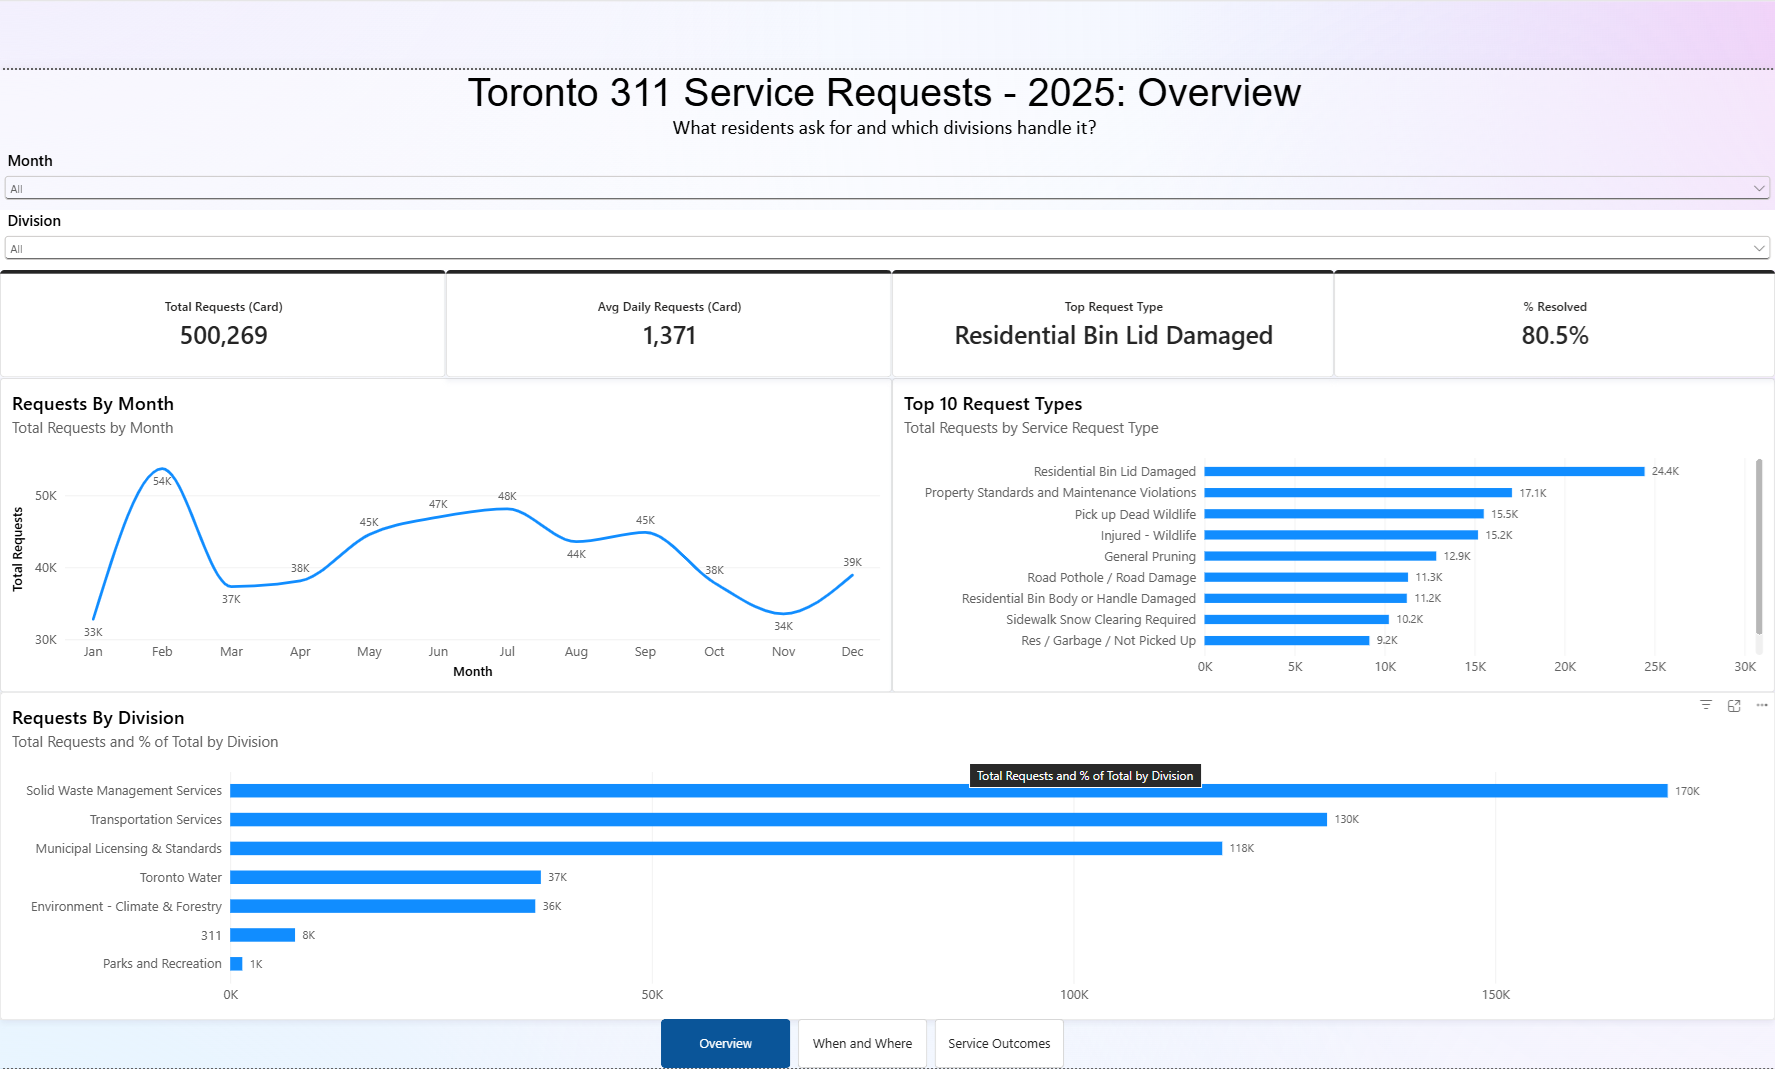 Toronto 311 Service Requests - 2025: Overview
What residents ask for and which divisions handle it?
Month
All
Division
All
Total Requests (Card)
500,269
Avg Daily Requests (Card)
1,371
Top Request Type
Residential Bin Lid Damaged
% Resolved
80.5%
Requests By Month
Total Requests by Month
Total Requests
50K
40K
30K
33K
54K
37K
38K
45K
47K
48K
44K
45K
38K
34K
39K
Jan
Feb
Mar
Apr
May
Jun
Jul
Aug
Sep
Oct
Nov
Dec
Month
Top 10 Request Types
Total Requests by Service Request Type
Residential Bin Lid Damaged 24.4K
Property Standards and Maintenance Violations 17.1K
Pick up Dead Wildlife 15.5K
Injured - Wildlife 15.2K
General Pruning 12.9K
Road Pothole / Road Damage 11.3K
Residential Bin Body or Handle Damaged 11.2K
Sidewalk Snow Clearing Required 10.2K
Res / Garbage / Not Picked Up 9.2K
0K 5K 10K 15K 20K 25K 30K
Requests By Division
Total Requests and % of Total by Division
Total Requests and % of Total by Division
Solid Waste Management Services 170K
Transportation Services 130K
Municipal Licensing & Standards 118K
Toronto Water 37K
Environment - Climate & Forestry 36K
311 8K
Parks and Recreation 1K
0K 50K 100K 150K
Overview
When and Where
Service Outcomes